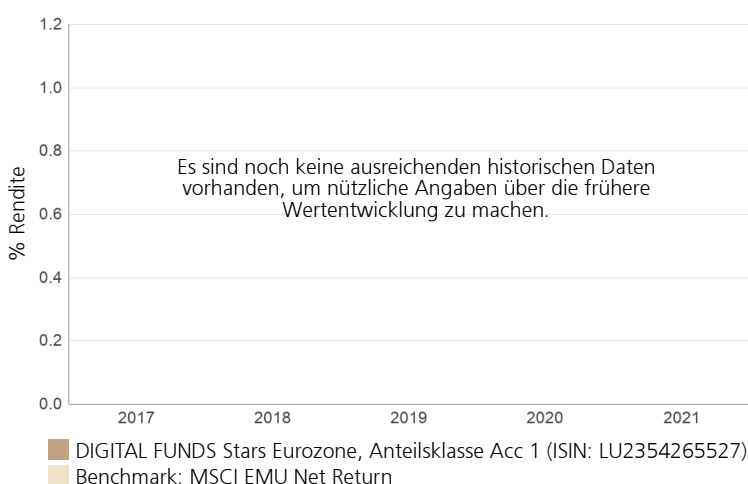 1.2
1.0
0.8
Es sind noch keine ausreichenden historischen Daten
vorhanden, um nützliche Angaben über die frühere
Wertentwicklung zu machen.
% Rendite
0.6
0.4
0.2
0.0
2017 2018 2019 2020 2021
DIGITAL FUNDS Stars Eurozone, Anteilsklasse Acc 1 (ISIN: LU2354265527)
Benchmark: MSCI EMU Net Return